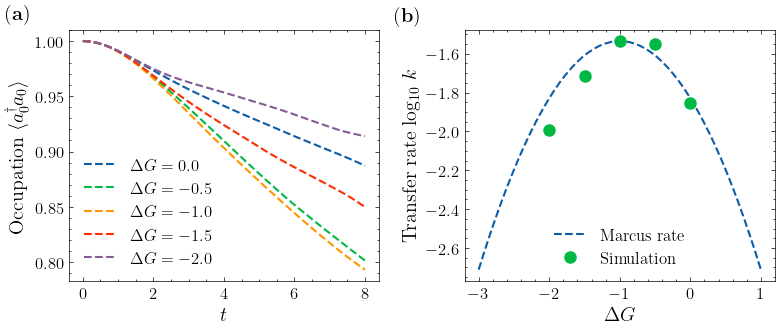 (a)
Occupation ⟨a₀†a₀⟩
1.00
0.95
0.90
0.85
0.80
ΔG = 0.0
ΔG = −0.5
ΔG = −1.0
ΔG = −1.5
ΔG = −2.0
0 2 4 6 8
t
(b)
Transfer rate log₁₀ k
−1.6
−1.8
−2.0
−2.2
−2.4
−2.6
Marcus rate
Simulation
−3 −2 −1 0 1
ΔG